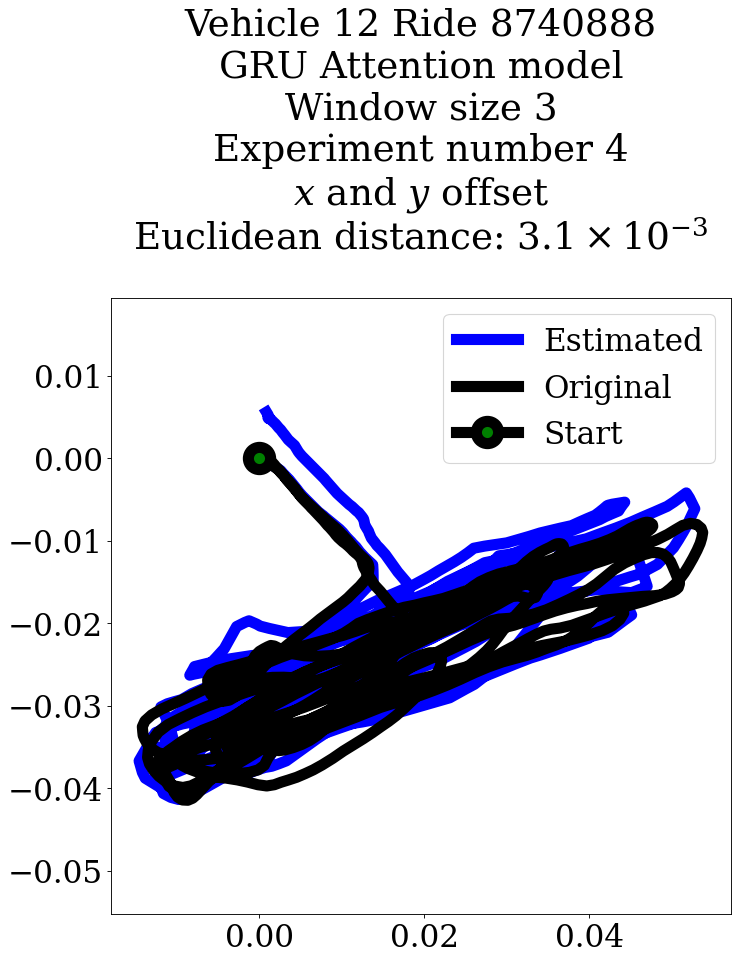 Vehicle 12 Ride 8740888
GRU Attention model
Window size 3
Experiment number 4
x and y offset
Euclidean distance: 3.1 × 10⁻³
Estimated
Original
Start
0.01
0.00
−0.01
−0.02
−0.03
−0.04
−0.05
0.00 0.02 0.04